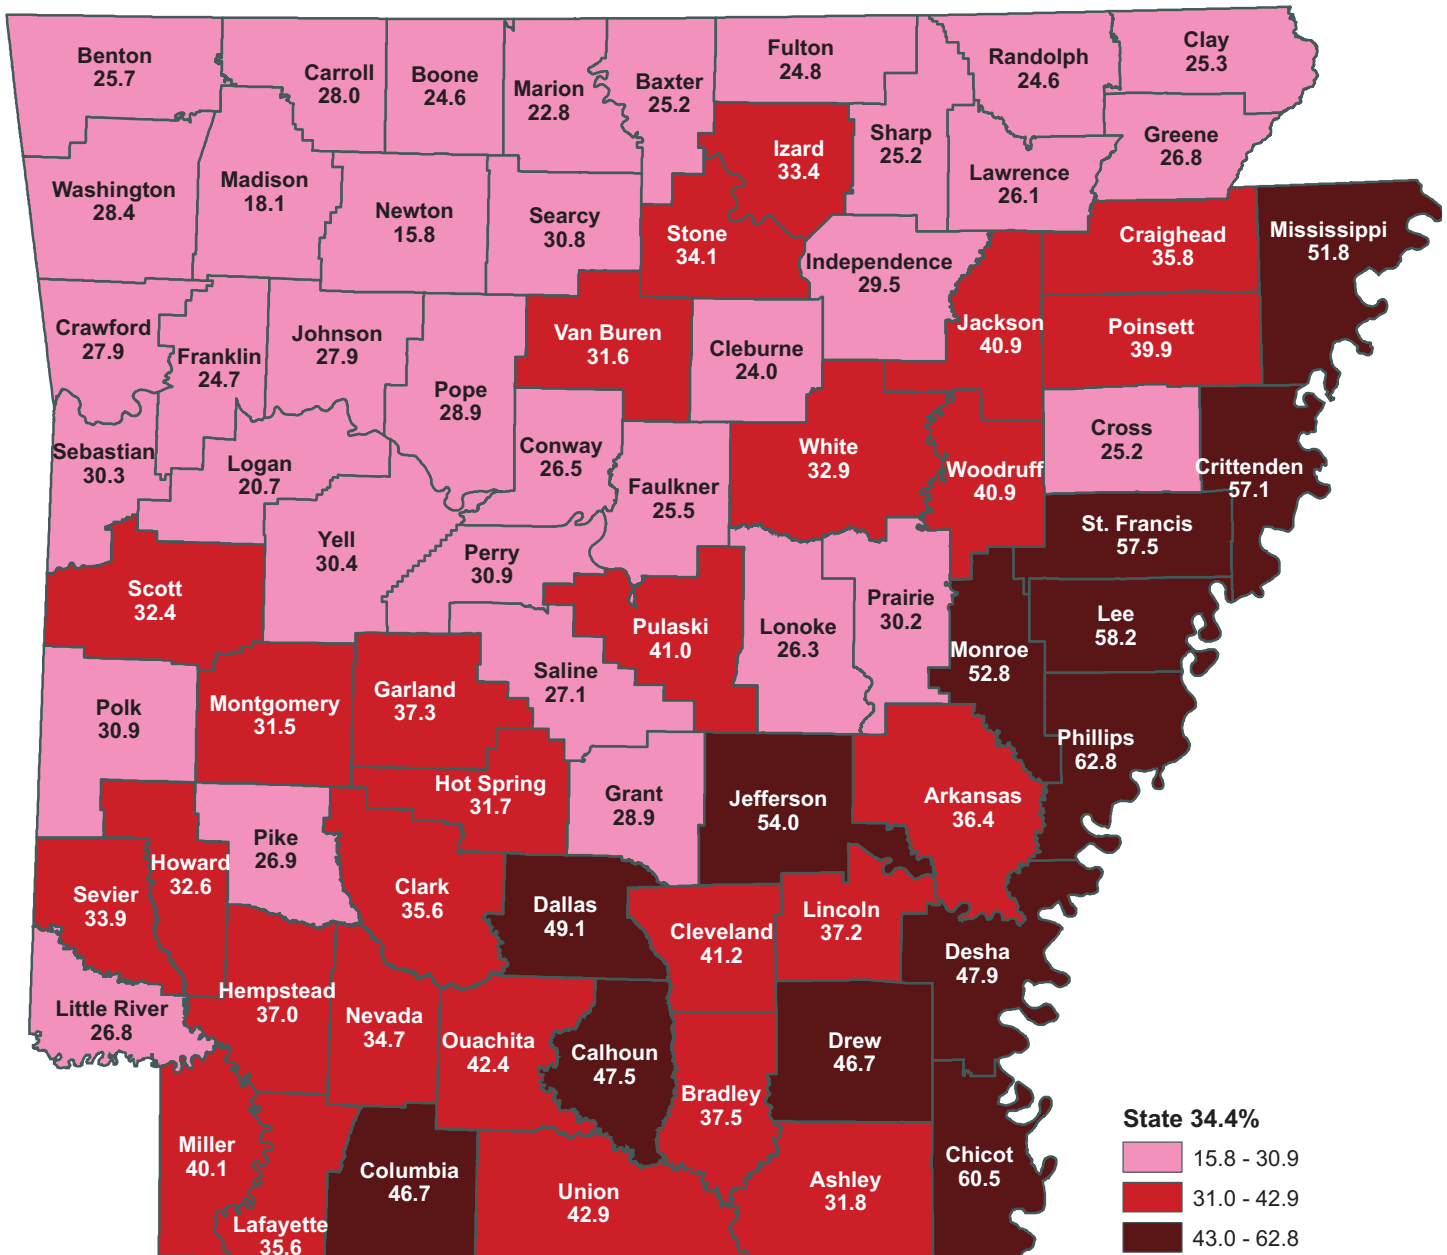 Benton
25.7
Carroll
28.0
Boone
24.6
Marion
22.8
Baxter
25.2
Fulton
24.8
Randolph
24.6
Clay
25.3
Izard
33.4
Sharp
25.2
Lawrence
26.1
Greene
26.8
Washington
28.4
Madison
18.1
Newton
15.8
Searcy
30.8
Stone
34.1
Independence
29.5
Craighead
35.8
Mississippi
51.8
Crawford
27.9
Franklin
24.7
Johnson
27.9
Pope
28.9
Van Buren
31.6
Cleburne
24.0
Jackson
40.9
Poinsett
39.9
Sebastian
30.3
Logan
20.7
Conway
26.5
Faulkner
25.5
White
32.9
Woodruff
40.9
Cross
25.2
Crittenden
57.1
St. Francis
57.5
Scott
32.4
Yell
30.4
Perry
30.9
Pulaski
41.0
Lonoke
26.3
Prairie
30.2
Monroe
52.8
Lee
58.2
Polk
30.9
Montgomery
31.5
Garland
37.3
Saline
27.1
Phillips
62.8
Hot Spring
31.7
Grant
28.9
Jefferson
54.0
Arkansas
36.4
Pike
26.9
Howard
32.6
Sevier
33.9
Clark
35.6
Dallas
49.1
Cleveland
41.2
Lincoln
37.2
Desha
47.9
Little River
26.8
Hempstead
37.0
Nevada
34.7
Ouachita
42.4
Calhoun
47.5
Bradley
37.5
Drew
46.7
Miller
40.1
Lafayette
35.6
Columbia
46.7
Union
42.9
Ashley
31.8
Chicot
60.5
State 34.4%
15.8 - 30.9
31.0 - 42.9
43.0 - 62.8